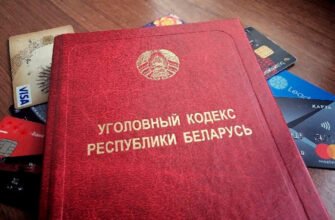 VISA
УГОЛОВНЫЙ КОДЕКС
РЕСПУБЛИКИ БЕЛАРУСЬ